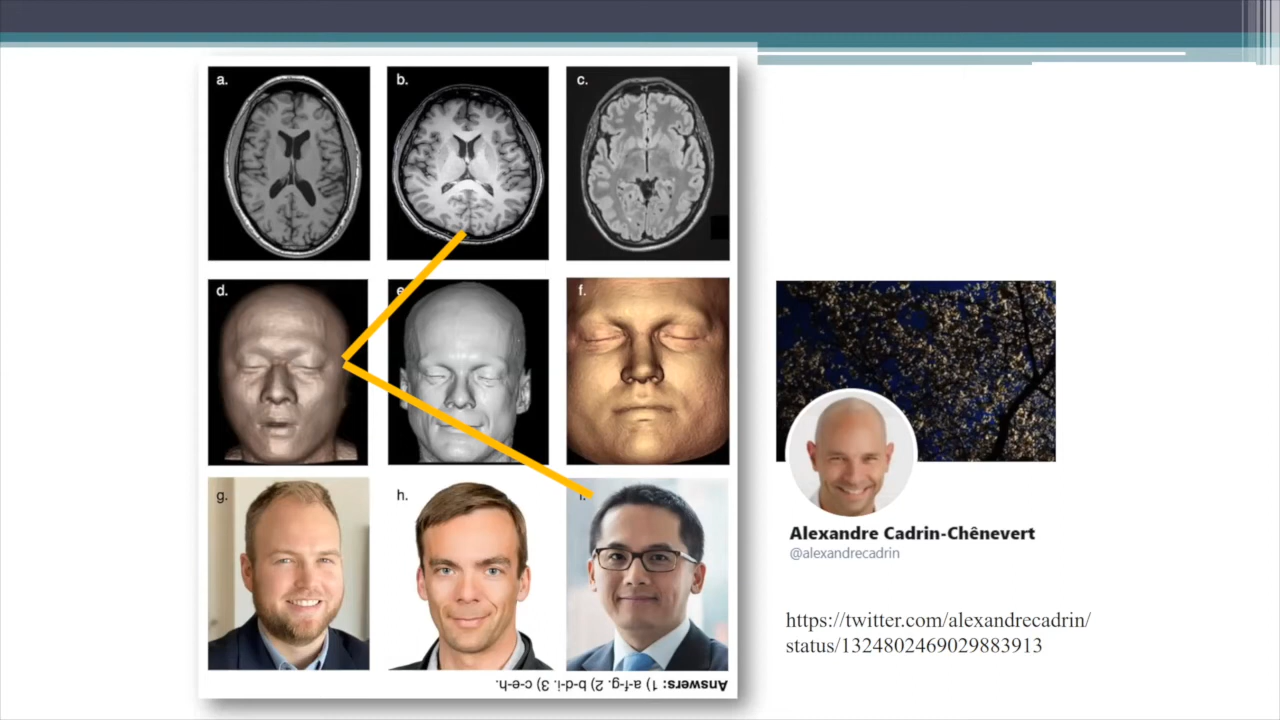 a.
b.
c.
d.
e.
f.
g.
h.
i.
Answers: 1) a-f-g. 2) b-d-i. 3) c-e-h.
Alexandre Cadrin-Chênevert
@alexandrecadrin
https://twitter.com/alexandrecadrin/
status/1324802469029883913